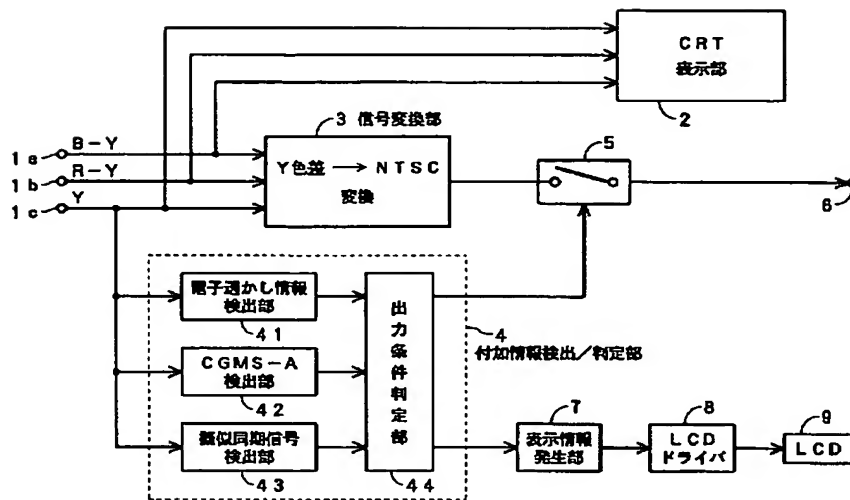 CRT
表示部
2
3 信号変換部
B-Y
1a
R-Y
1b
Y
1c
Y色差 → NTSC
変換
5
6
電子透かし情報
検出部
41
CGMS-A
検出部
42
擬似同期信号
検出部
43
出力条件判定部
44
4
付加情報検出/判定部
7
表示情報
発生部
8
LCD
ドライバ
9
LCD